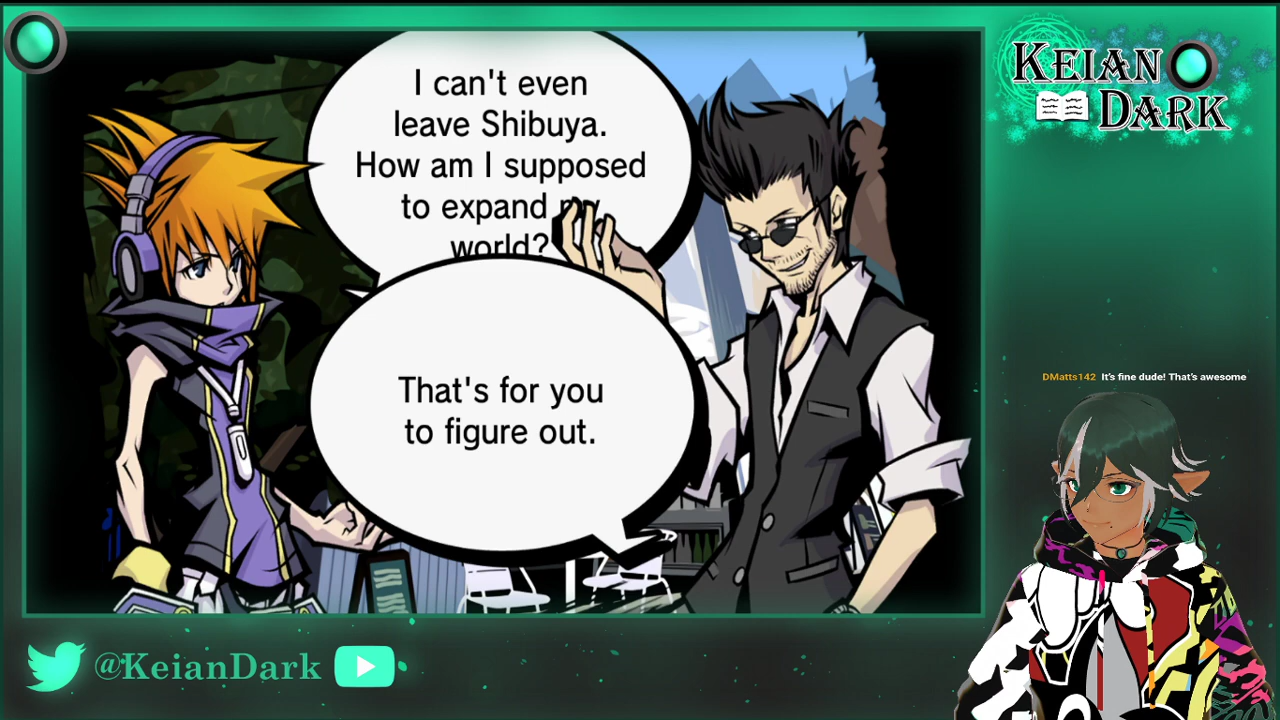 I can't even
leave Shibuya.
How am I supposed
to expand my
world?
That's for you
to figure out.
KEIAN
DARK
DMatts142 It's fine dude! That's awesome
@KeianDark